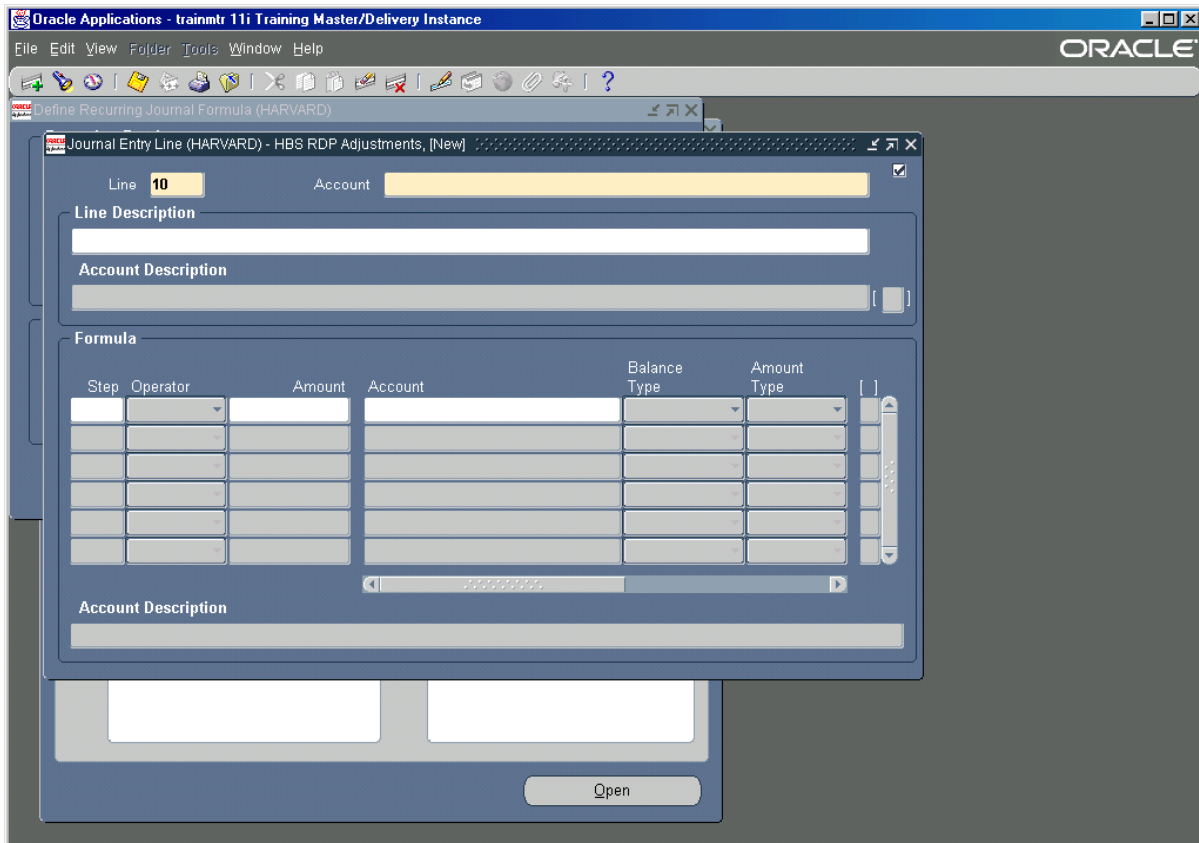 Oracle Applications - trainmtr 11i Training Master/Delivery Instance
File Edit View Folder Tools Window Help
ORACLE
Define Recurring Journal Formula (HARVARD)
Journal Entry Line (HARVARD) - HBS RDP Adjustments, [New]
Line 10 Account
Line Description
Account Description
[ ]
Formula
Balance Amount
Step Operator Amount Account Type Type [ ]
Account Description
Open